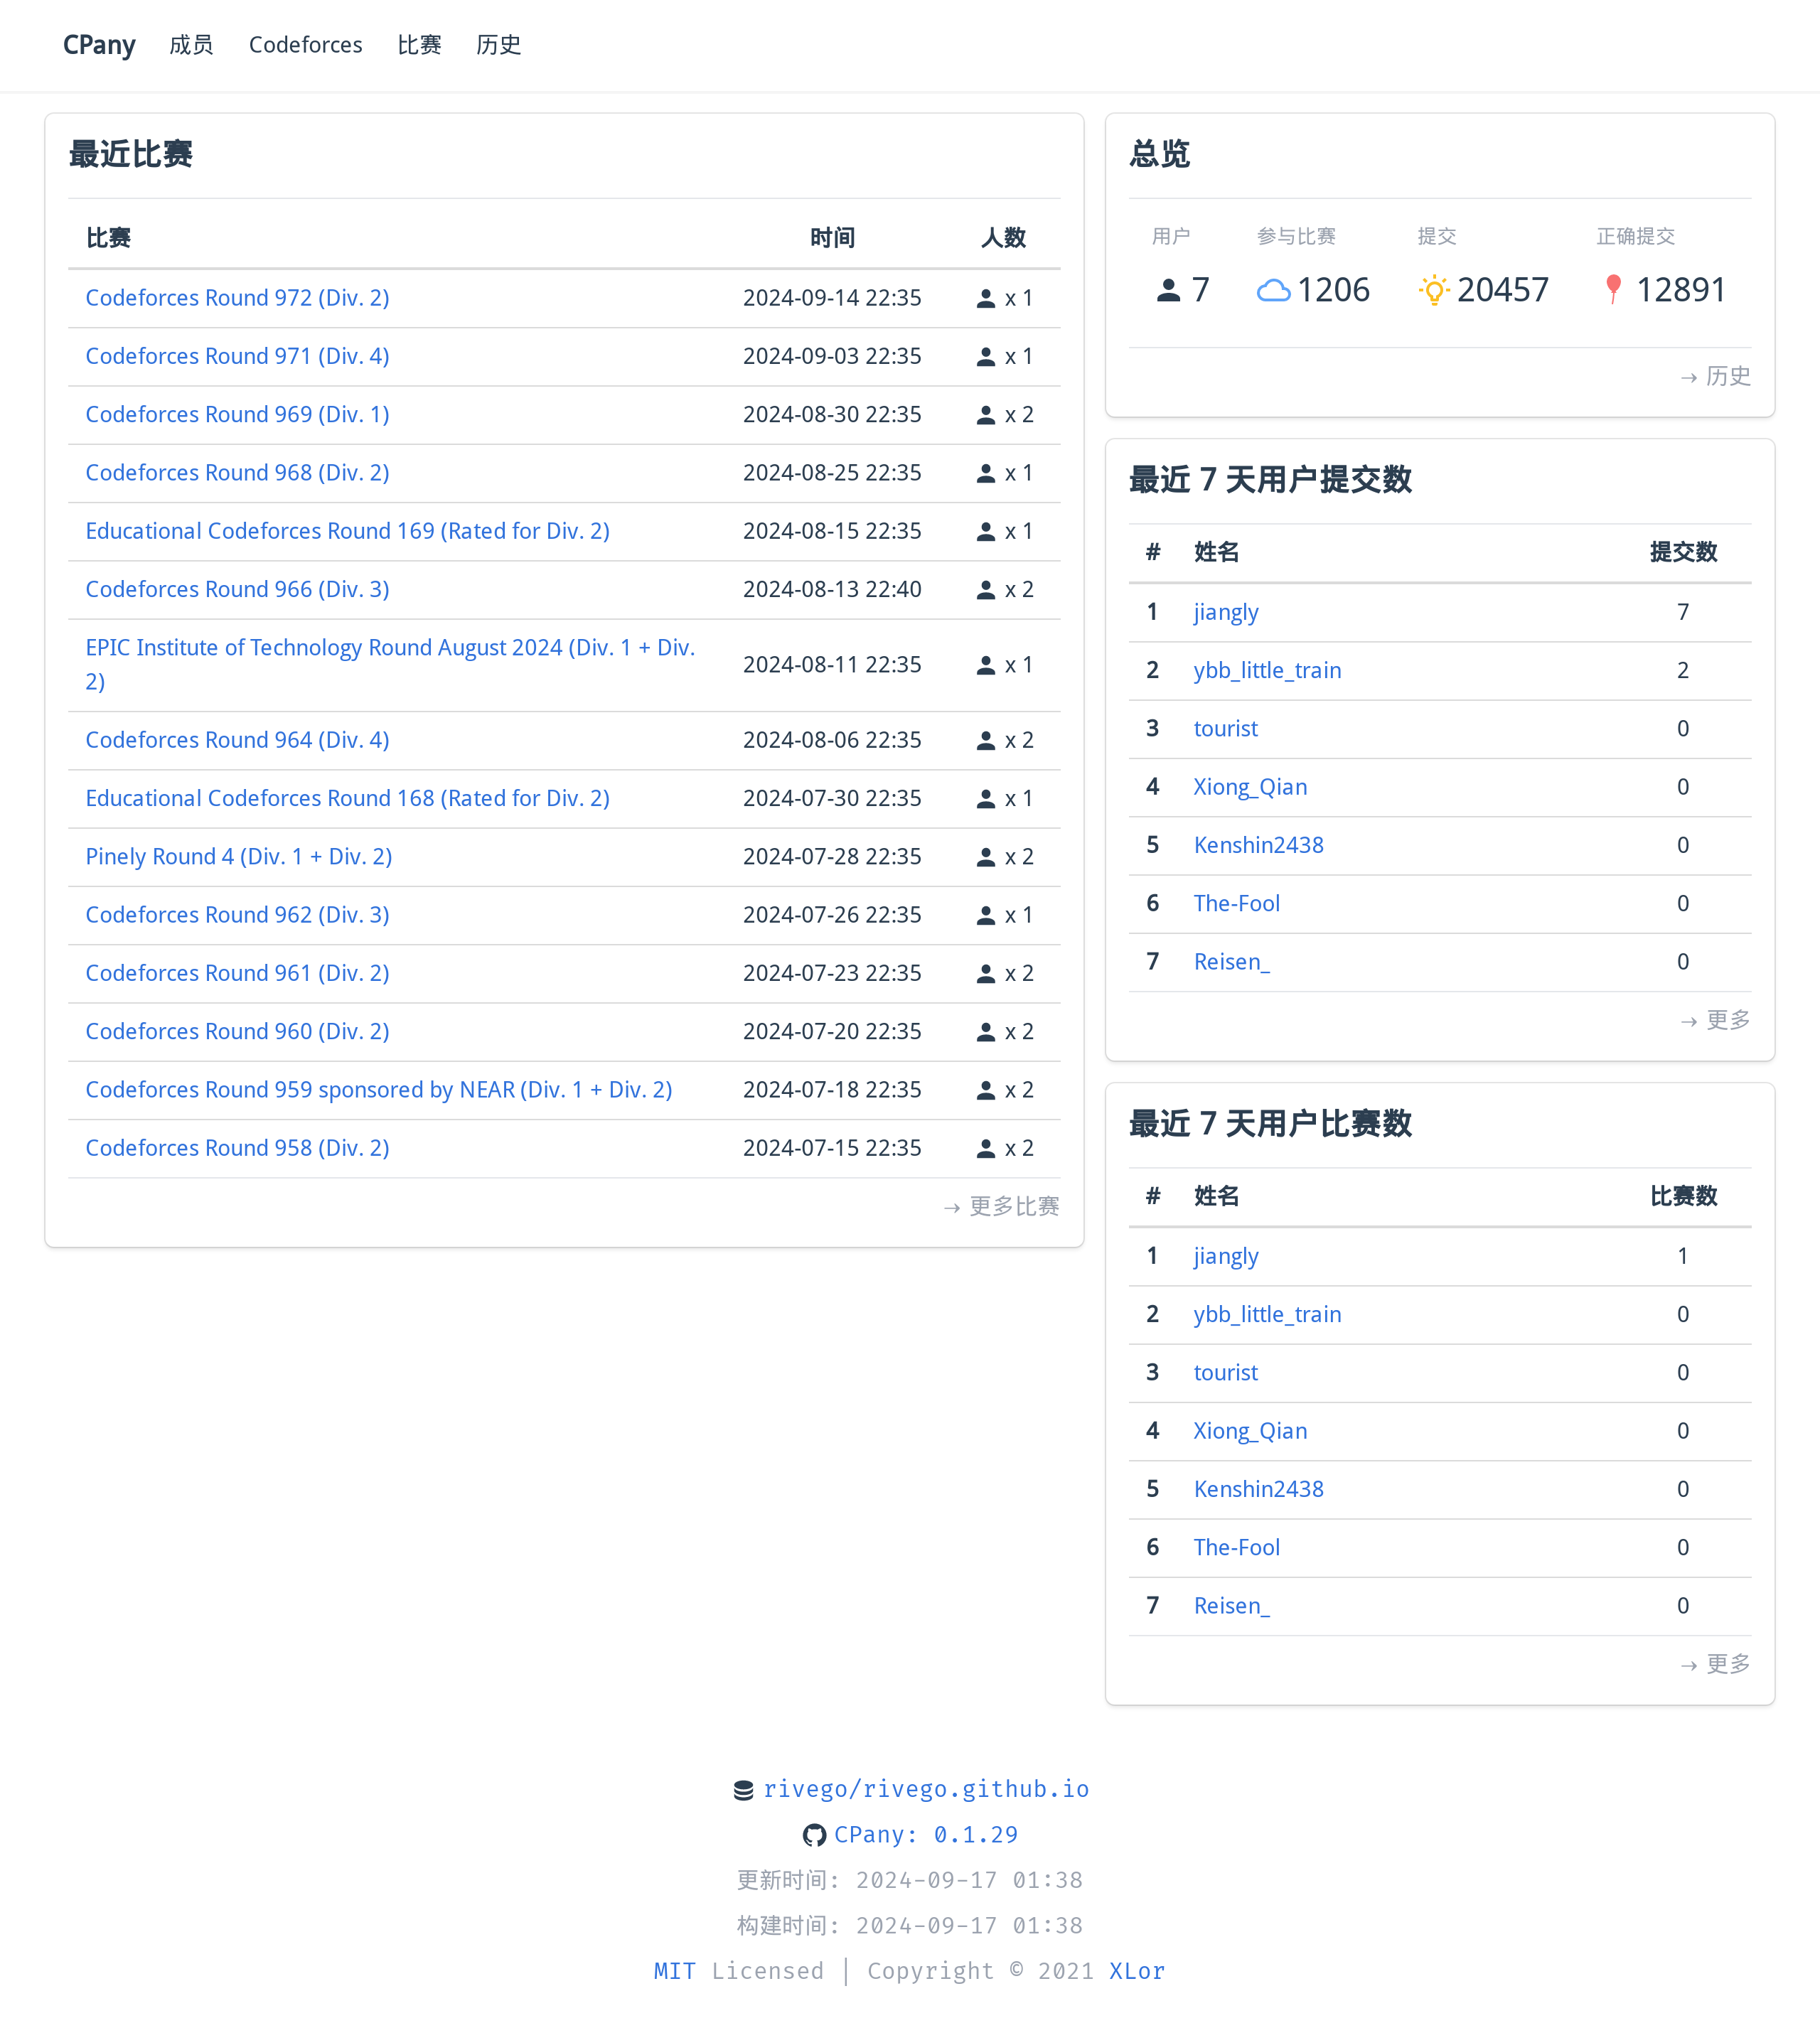 CPany 成员 Codeforces 比赛 历史
最近比赛
比赛 时间 人数
Codeforces Round 972 (Div. 2) 2024-09-14 22:35 x 1
Codeforces Round 971 (Div. 4) 2024-09-03 22:35 x 1
Codeforces Round 969 (Div. 1) 2024-08-30 22:35 x 2
Codeforces Round 968 (Div. 2) 2024-08-25 22:35 x 1
Educational Codeforces Round 169 (Rated for Div. 2) 2024-08-15 22:35 x 1
Codeforces Round 966 (Div. 3) 2024-08-13 22:40 x 2
EPIC Institute of Technology Round August 2024 (Div. 1 + Div.
2) 2024-08-11 22:35 x 1
Codeforces Round 964 (Div. 4) 2024-08-06 22:35 x 2
Educational Codeforces Round 168 (Rated for Div. 2) 2024-07-30 22:35 x 1
Pinely Round 4 (Div. 1 + Div. 2) 2024-07-28 22:35 x 2
Codeforces Round 962 (Div. 3) 2024-07-26 22:35 x 1
Codeforces Round 961 (Div. 2) 2024-07-23 22:35 x 2
Codeforces Round 960 (Div. 2) 2024-07-20 22:35 x 2
Codeforces Round 959 sponsored by NEAR (Div. 1 + Div. 2) 2024-07-18 22:35 x 2
Codeforces Round 958 (Div. 2) 2024-07-15 22:35 x 2
→ 更多比赛
总览
用户 参与比赛 提交 正确提交
7 1206 20457 12891
→ 历史
最近 7 天用户提交数
# 姓名 提交数
1 jiangly 7
2 ybb_little_train 2
3 tourist 0
4 Xiong_Qian 0
5 Kenshin2438 0
6 The-Fool 0
7 Reisen_ 0
→ 更多
最近 7 天用户比赛数
# 姓名 比赛数
1 jiangly 1
2 ybb_little_train 0
3 tourist 0
4 Xiong_Qian 0
5 Kenshin2438 0
6 The-Fool 0
7 Reisen_ 0
→ 更多
rivego/rivego.github.io
CPany: 0.1.29
更新时间: 2024-09-17 01:38
构建时间: 2024-09-17 01:38
MIT Licensed | Copyright © 2021 XLor